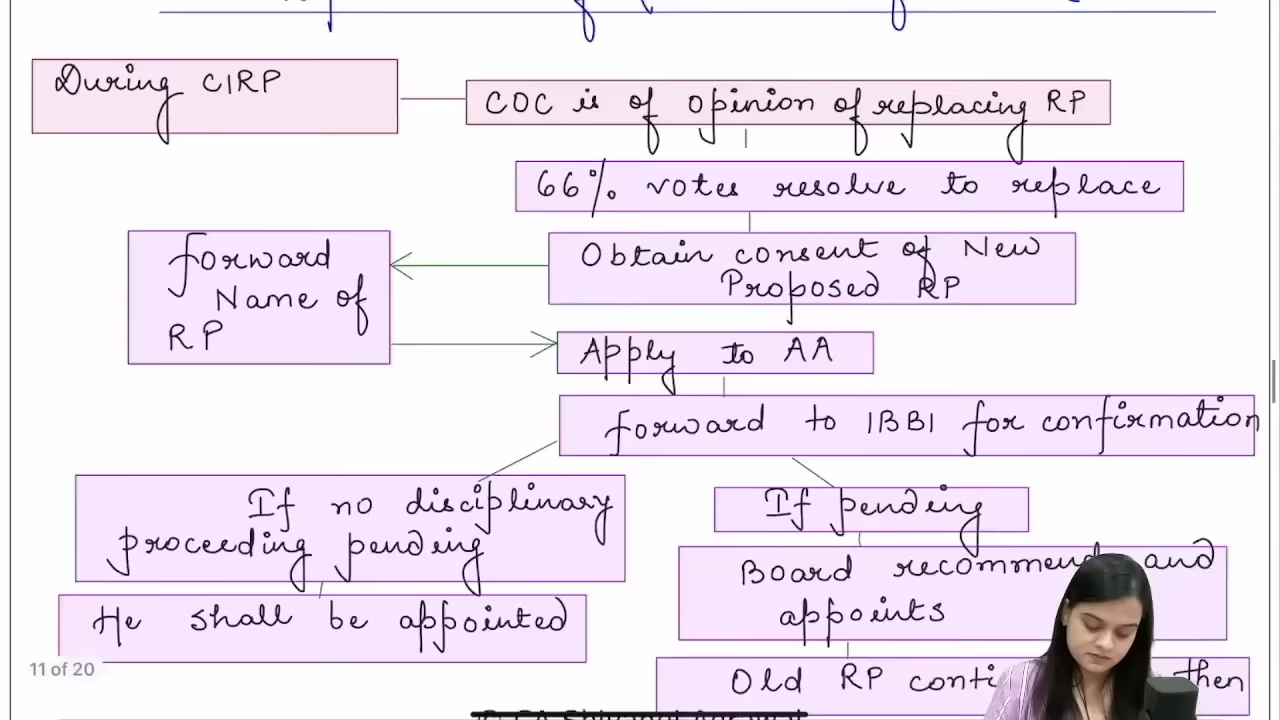 During CIRP
COC is of opinion of replacing RP
66% votes resolve to replace
Obtain consent of New
Proposed RP
forward
Name of
RP
Apply to AA
forward to IBBI for confirmation
If no disciplinary
proceeding pending
He shall be appointed
If pending
Board recommend and
appoints
Old RP then
11 of 20